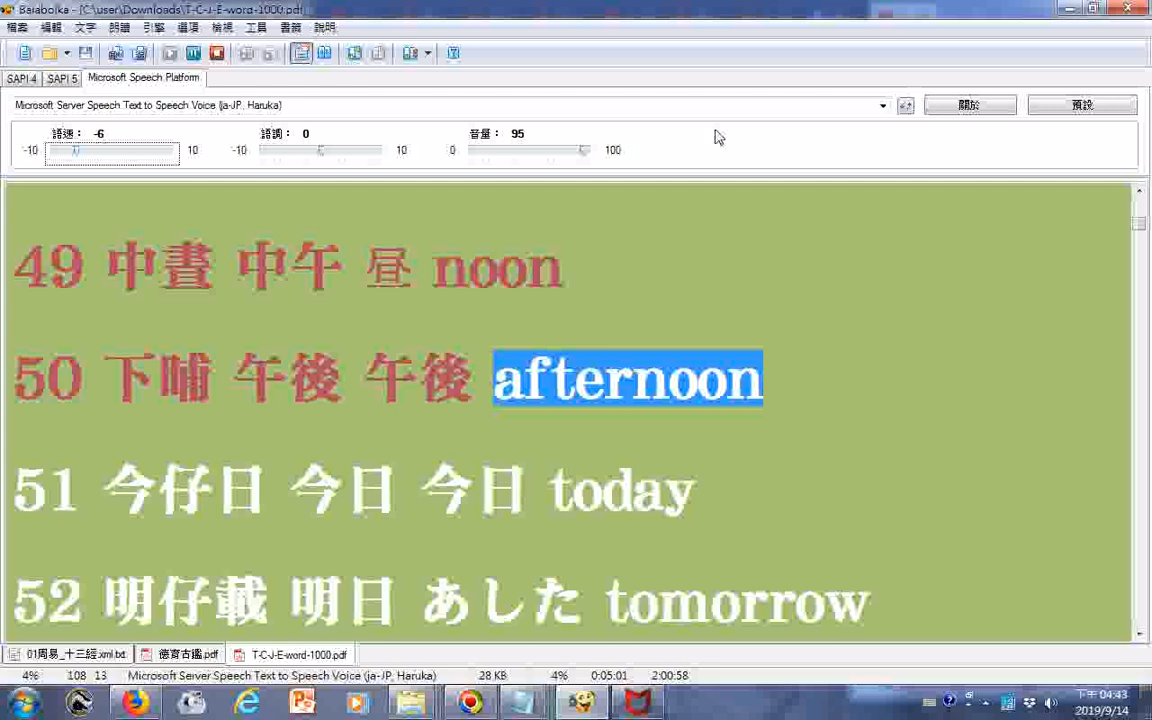 Balabolka - [C:\user\Downloads\T-C-J-E-word-1000.pdf]
檔案 編輯 文字 朗讀 引擎 選項 檢視 工具 書籤 說明
SAPI 4 SAPI 5 Microsoft Speech Platform
Microsoft Server Speech Text to Speech Voice (ja-JP, Haruka) 關於 預設
語速： -6 語調： 0 音量： 95
-10 10 -10 10 0 100
49 中晝 中午 昼 noon
50 下晡 午後 午後 afternoon
51 今仔日 今日 今日 today
52 明仔載 明日 あした tomorrow
01周易_十三經.xml.txt 德育古鑑.pdf T-C-J-E-word-1000.pdf
4% 108 13 Microsoft Server Speech Text to Speech Voice (ja-JP, Haruka) 28 KB 4% 0:05:01 2:00:58
下午 04:43
2019/9/14